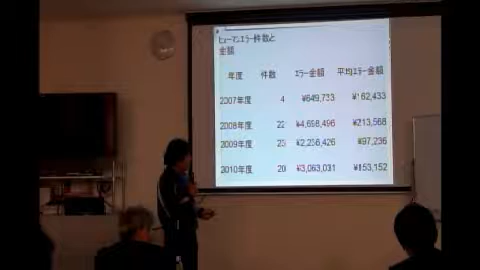 ﾋｭｰﾏﾝｴﾗｰ件数と
金額
年度 件数 ｴﾗｰ金額 平均ｴﾗｰ金額
2007年度 4 ¥649,733 ¥162,433
2008年度 22 ¥4,698,496 ¥213,568
2009年度 23 ¥2,236,426 ¥97,236
2010年度 20 ¥3,063,031 ¥153,152